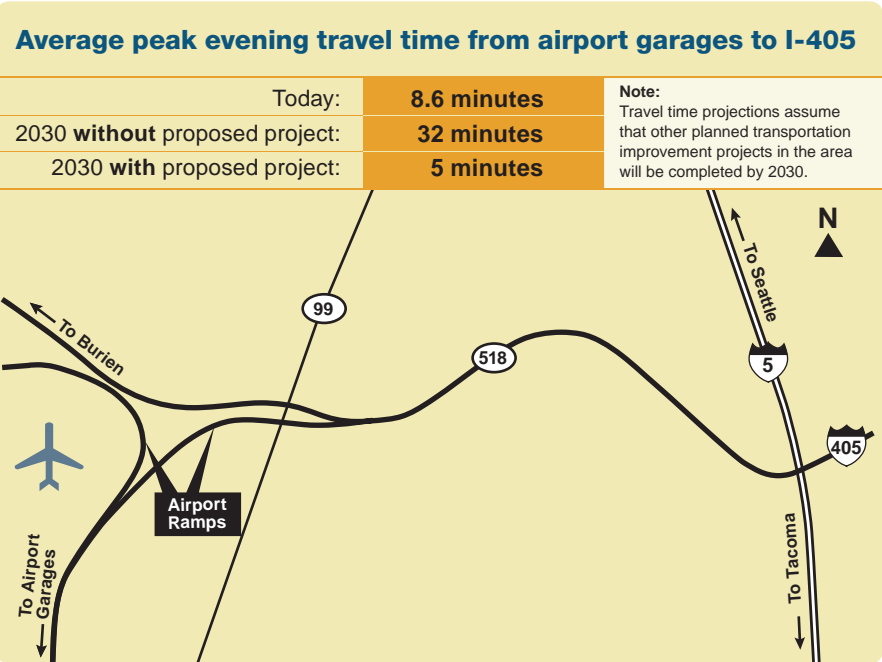 Average peak evening travel time from airport garages to I-405
Today: 8.6 minutes
2030 without proposed project: 32 minutes
2030 with proposed project: 5 minutes
Note:
Travel time projections assume
that other planned transportation
improvement projects in the area
will be completed by 2030.
N
To Seattle
99
To Burien
518
5
405
Airport
Ramps
To Airport
Garages
To Tacoma